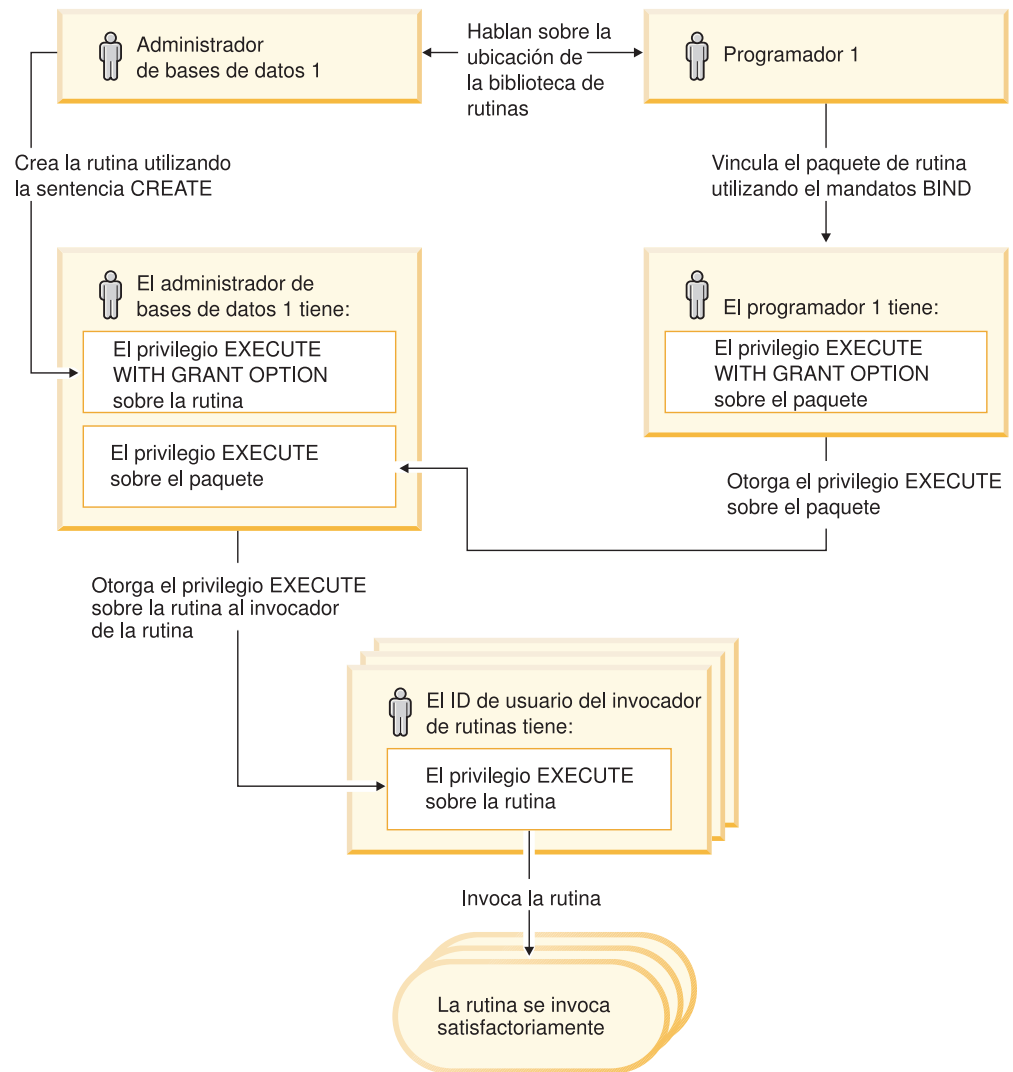 Administrador
de bases de datos 1
Hablan sobre la
ubicación de
la biblioteca de
rutinas
Programador 1
Crea la rutina utilizando
la sentencia CREATE
Vincula el paquete de rutina
utilizando el mandatos BIND
El administrador de
bases de datos 1 tiene:
El privilegio EXECUTE
WITH GRANT OPTION
sobre la rutina
El privilegio EXECUTE
sobre el paquete
El programador 1 tiene:
El privilegio EXECUTE
WITH GRANT OPTION
sobre el paquete
Otorga el privilegio EXECUTE
sobre el paquete
Otorga el privilegio EXECUTE
sobre la rutina al invocador
de la rutina
El ID de usuario del invocador
de rutinas tiene:
El privilegio EXECUTE
sobre la rutina
Invoca la rutina
La rutina se invoca
satisfactoriamente